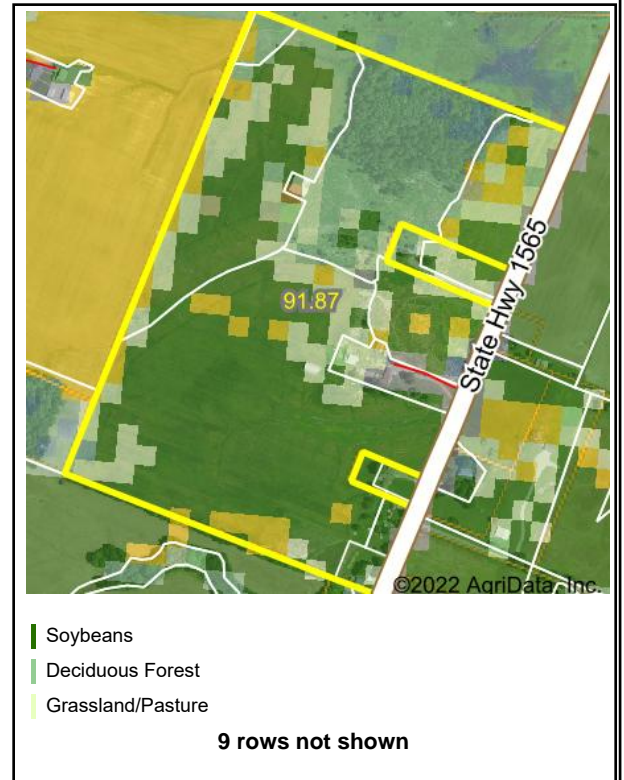 91.87
State Hwy 1565
©2022 AgriData, Inc.
Soybeans
Deciduous Forest
Grassland/Pasture
9 rows not shown